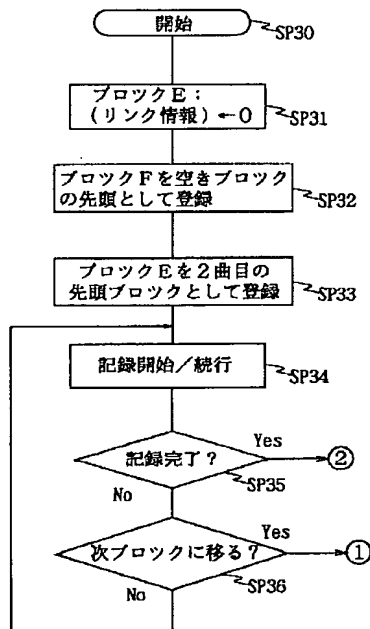 開始
SP30
ブロックE:
(リンク情報)←0
SP31
ブロックFを空きブロック
の先頭として登録
SP32
ブロックEを2曲目の
先頭ブロックとして登録
SP33
記録開始/続行
SP34
記録完了?
Yes
②
SP35
No
次ブロックに移る?
Yes
①
SP36
No